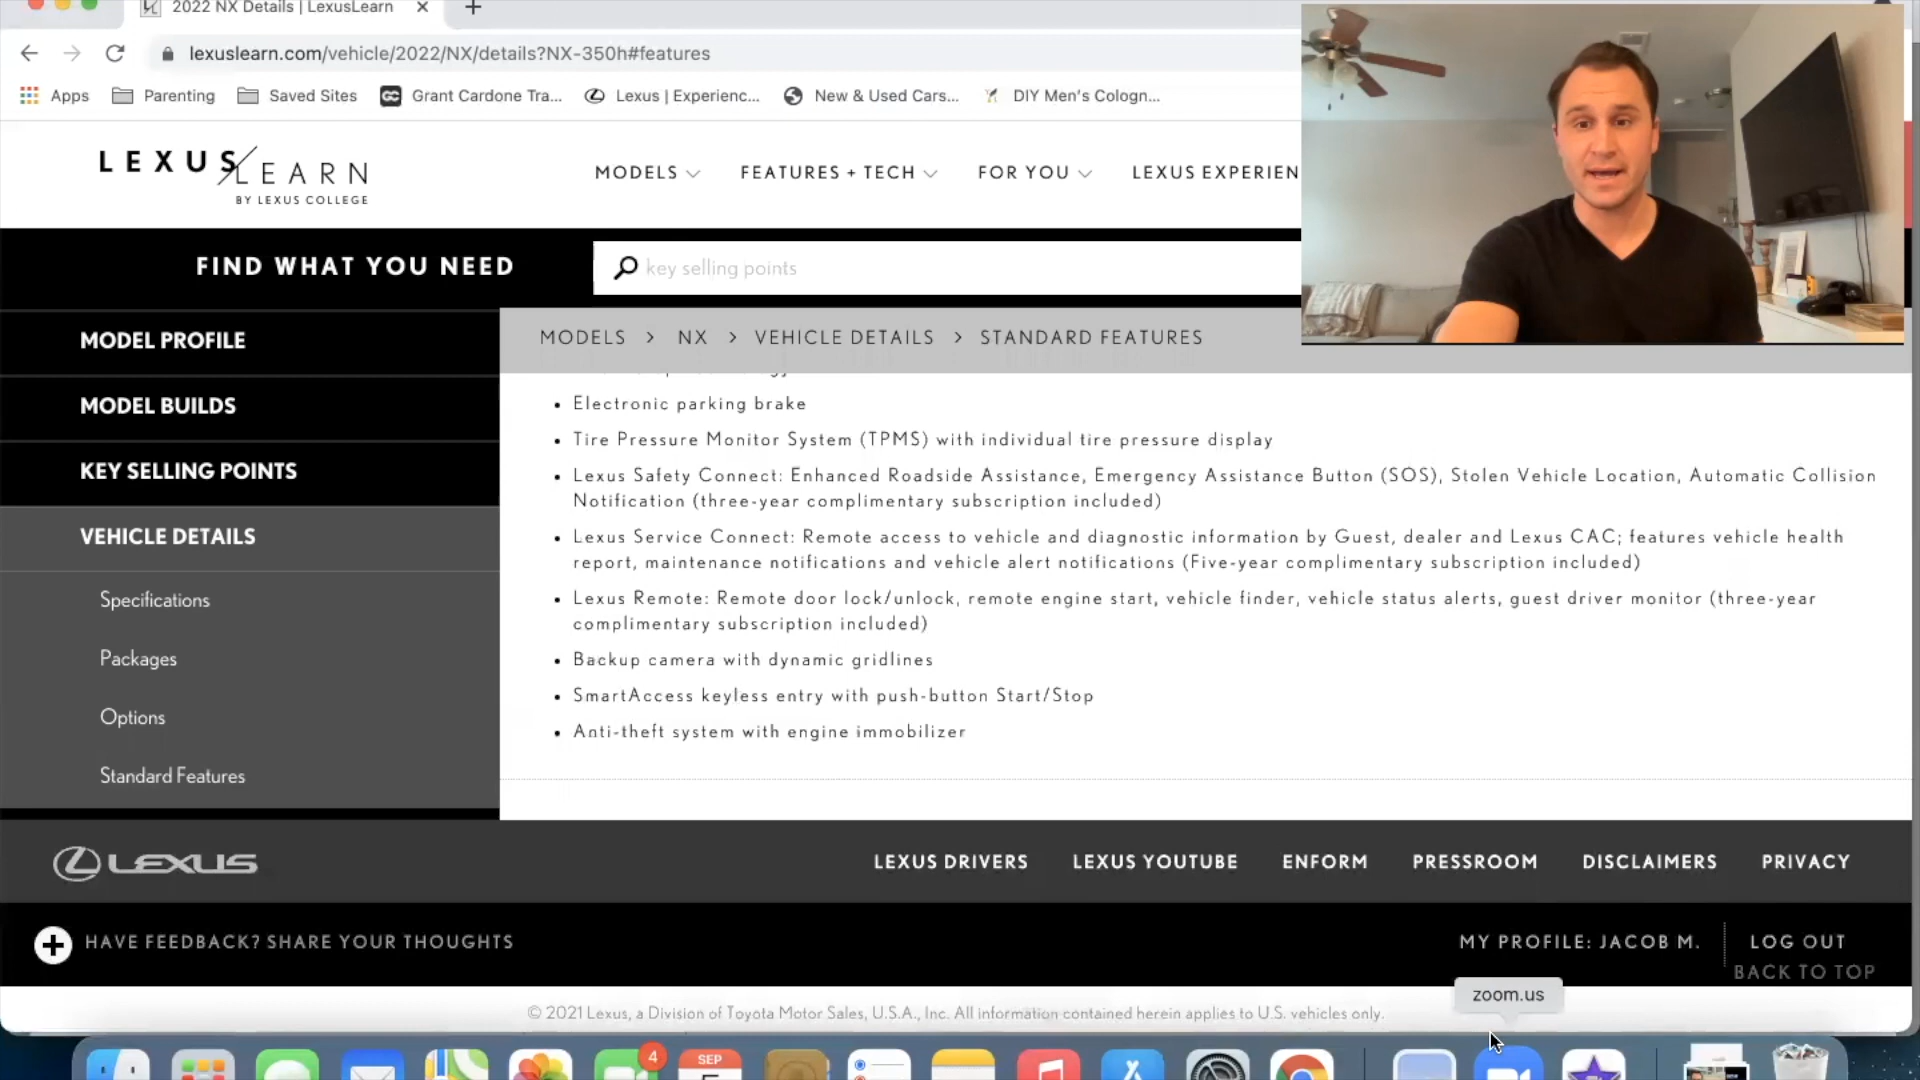 2022 NX Details | LexusLearn
lexuslearn.com/vehicle/2022/NX/details?NX-350h#features
Apps Parenting Saved Sites Grant Cardone Tra... Lexus | Experienc... New & Used Cars... DIY Men's Cologn...
LEXUS LEARN
BY LEXUS COLLEGE
MODELS FEATURES + TECH FOR YOU LEXUS EXPERIEN
FIND WHAT YOU NEED
key selling points
MODEL PROFILE
MODEL BUILDS
KEY SELLING POINTS
VEHICLE DETAILS
Specifications
Packages
Options
Standard Features
MODELS > NX > VEHICLE DETAILS > STANDARD FEATURES
• Electronic parking brake
• Tire Pressure Monitor System (TPMS) with individual tire pressure display
• Lexus Safety Connect: Enhanced Roadside Assistance, Emergency Assistance Button (SOS), Stolen Vehicle Location, Automatic Collision
Notification (three-year complimentary subscription included)
• Lexus Service Connect: Remote access to vehicle and diagnostic information by Guest, dealer and Lexus CAC; features vehicle health
report, maintenance notifications and vehicle alert notifications (Five-year complimentary subscription included)
• Lexus Remote: Remote door lock/unlock, remote engine start, vehicle finder, vehicle status alerts, guest driver monitor (three-year
complimentary subscription included)
• Backup camera with dynamic gridlines
• SmartAccess keyless entry with push-button Start/Stop
• Anti-theft system with engine immobilizer
LEXUS
LEXUS DRIVERS LEXUS YOUTUBE ENFORM PRESSROOM DISCLAIMERS PRIVACY
HAVE FEEDBACK? SHARE YOUR THOUGHTS
MY PROFILE: JACOB M. LOG OUT
BACK TO TOP
zoom.us
© 2021 Lexus, a Division of Toyota Motor Sales, U.S.A., Inc. All information contained herein applies to U.S. vehicles only.
4
SEP